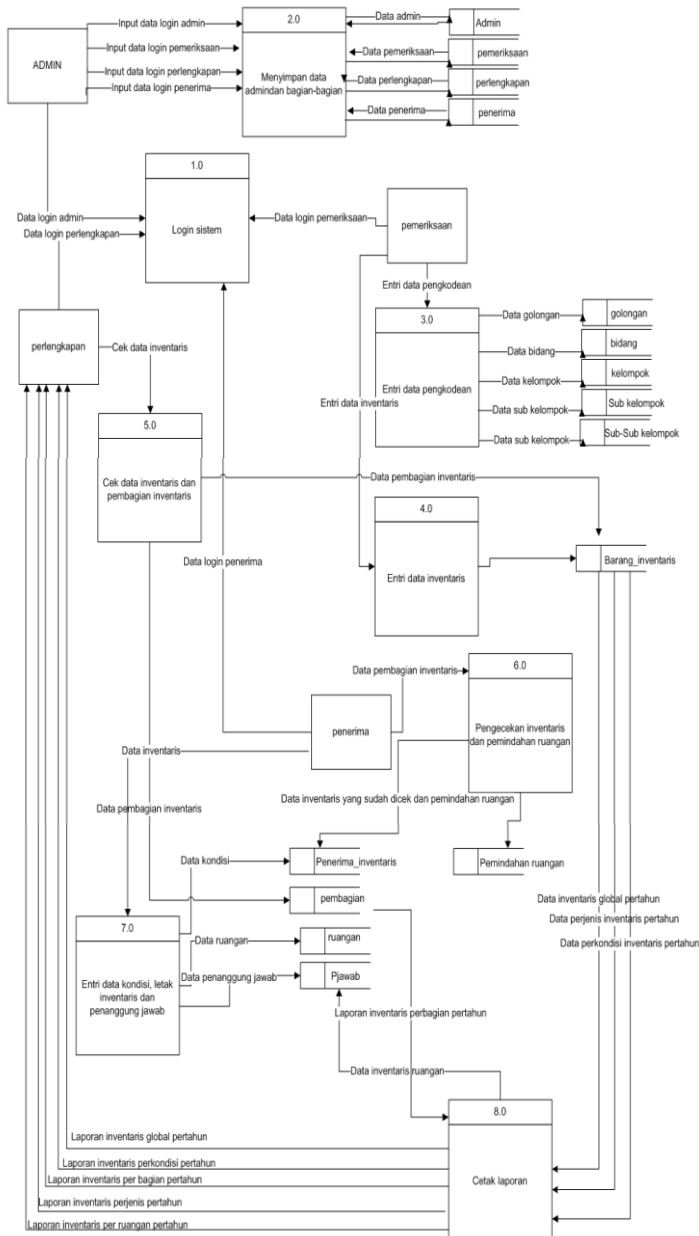 Input data login admin
2.0
Data admin
Admin
ADMIN
Input data login pemeriksaan
Data pemeriksaan
pemeriksaan
Input data login perlengkapan
Menyimpan data
admindan bagian-bagian
Data perlengkapan
perlengkapan
Input data login penerima
Data penerima
penerima
1.0
Login sistem
Data login admin
Data login perlengkapan
Data login pemeriksaan
pemeriksaan
Entri data pengkodean
perlengkapan
Cek data inventaris
3.0
Entri data pengkodean
Data golongan
golongan
Data bidang
bidang
Data kelompok
kelompok
Data sub kelompok
Sub kelompok
Data sub kelompok
Sub-Sub kelompok
Entri data inventaris
5.0
Cek data inventaris dan
pembagian inventaris
Data pembagian inventaris
4.0
Entri data inventaris
Barang_inventaris
Data login penerima
Data pembagian inventaris
6.0
Pengecekan inventaris
dan pemindahan ruangan
penerima
Data inventaris
Data pembagian inventaris
Data inventaris yang sudah dicek dan pemindahan ruangan
Data kondisi
Penerima_inventaris
Pemindahan ruangan
pembagian
Data inventaris global pertahun
Data perjenis inventaris pertahun
Data perkondisi inventaris pertahun
7.0
Entri data kondisi, letak
inventaris dan
penanggung jawab
Data ruangan
ruangan
Data penanggung jawab
Pjawab
Laporan inventaris perbagian pertahun
Data inventaris ruangan
8.0
Cetak laporan
Laporan inventaris global pertahun
Laporan inventaris perkondisi pertahun
Laporan inventaris per bagian pertahun
Laporan inventaris perjenis pertahun
Laporan inventaris per ruangan pertahun